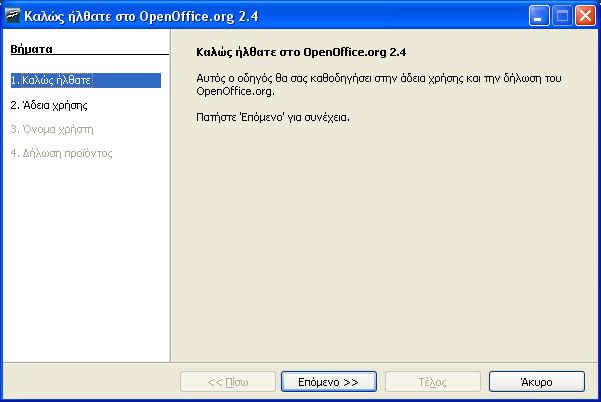 Καλώς ήλθατε στο OpenOffice.org 2.4
Βήματα
1. Καλώς ήλθατε
2. Άδεια χρήσης
3. Όνομα χρήστη
4. Δήλωση προϊόντος
Καλώς ήλθατε στο OpenOffice.org 2.4
Αυτός ο οδηγός θα σας καθοδηγήσει στην άδεια χρήσης και την δήλωση του
OpenOffice.org.
Πατήστε 'Επόμενο' για συνέχεια.
<< Πίσω
Επόμενο >>
Τέλος
Άκυρο